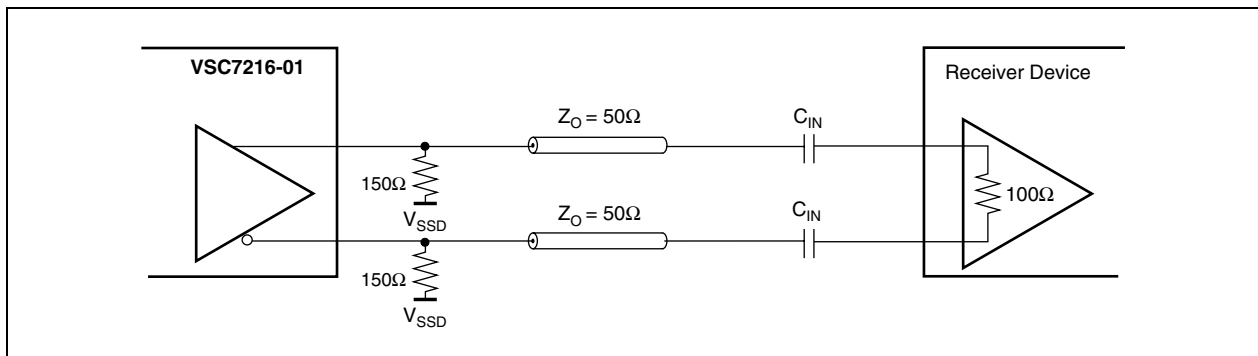 VSC7216-01
Receiver Device
Z_O = 50Ω
C_IN
150Ω
V_SSD
100Ω
Z_O = 50Ω
C_IN
150Ω
V_SSD